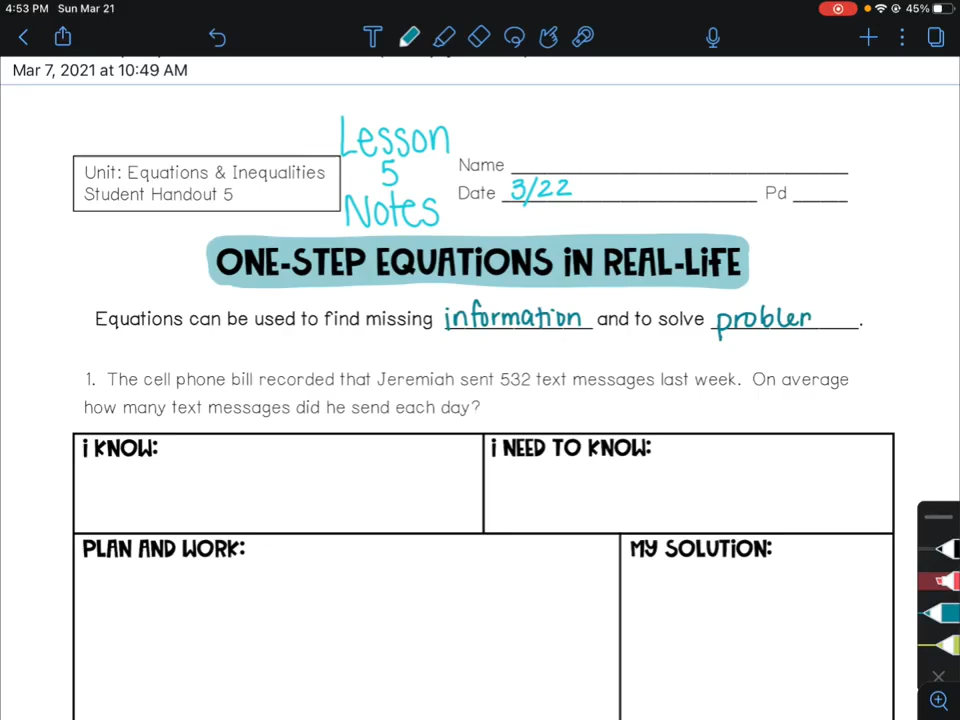 4:53 PM Sun Mar 21
45%
Mar 7, 2021 at 10:49 AM
Lesson
5
Notes
Unit: Equations & Inequalities
Student Handout 5
Name
Date 3/22 Pd
ONE-STEP EQUATIONS IN REAL-LIFE
Equations can be used to find missing information and to solve probler.
1. The cell phone bill recorded that Jeremiah sent 532 text messages last week. On average
how many text messages did he send each day?
I KNOW:
I NEED TO KNOW:
PLAN AND WORK:
MY SOLUTION: